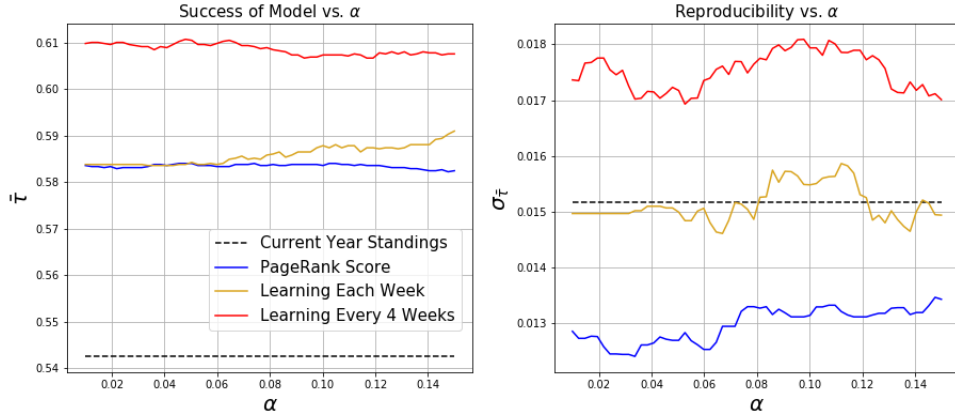 Success of Model vs. α
0.61
0.60
0.59
0.58
0.57
0.56
0.55
0.54
τ̄
0.02 0.04 0.06 0.08 0.10 0.12 0.14
α
Current Year Standings
PageRank Score
Learning Each Week
Learning Every 4 Weeks
Reproducibility vs. α
0.018
0.017
0.016
0.015
0.014
0.013
σ_τ̄
0.02 0.04 0.06 0.08 0.10 0.12 0.14
α